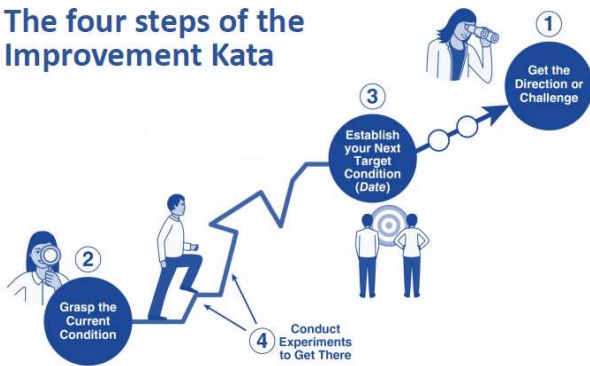 The four steps of the
Improvement Kata
1
Get the
Direction or
Challenge
2
Grasp the
Current
Condition
3
Establish
your Next
Target
Condition
(Date)
4
Conduct
Experiments
to Get There